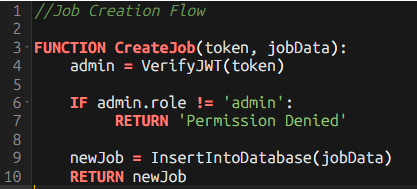 1 //Job Creation Flow
2
3 FUNCTION CreateJob(token, jobData):
4     admin = VerifyJWT(token)
5
6     IF admin.role != 'admin':
7         RETURN 'Permission Denied'
8
9     newJob = InsertIntoDatabase(jobData)
10     RETURN newJob